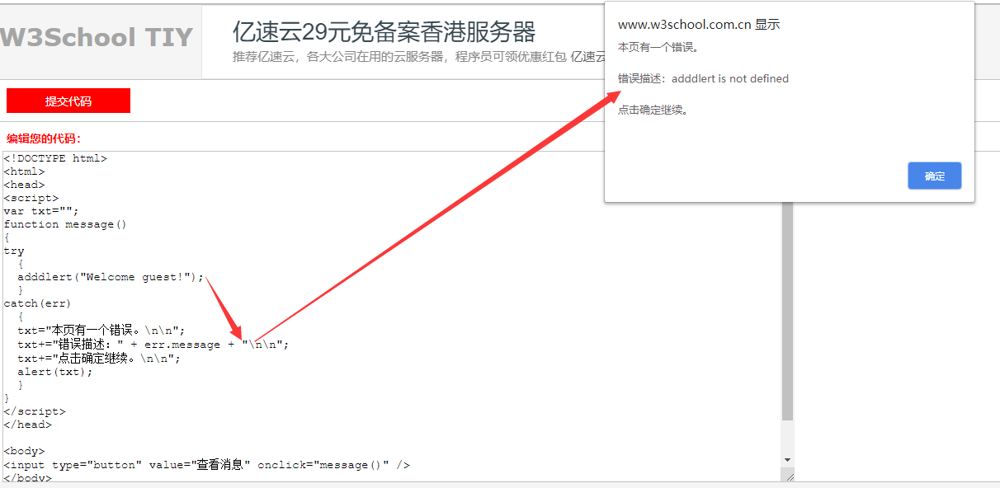 W3School TIY
亿速云29元免备案香港服务器
推荐亿速云，各大公司在用的云服务器，程序员可领优惠红包 亿速云
www.w3school.com.cn 显示
本页有一个错误。
错误描述：adddlert is not defined
点击确定继续。
确定
提交代码
编辑您的代码：
<!DOCTYPE html>
<html>
<head>
<script>
var txt="";
function message()
{
try
  {
  adddlert("Welcome guest!");
  }
catch(err)
  {
  txt="本页有一个错误。\n\n";
  txt+="错误描述：" + err.message + "\n\n";
  txt+="点击确定继续。\n\n";
  alert(txt);
  }
}
</script>
</head>

<body>
<input type="button" value="查看消息" onclick="message()" />
</body>